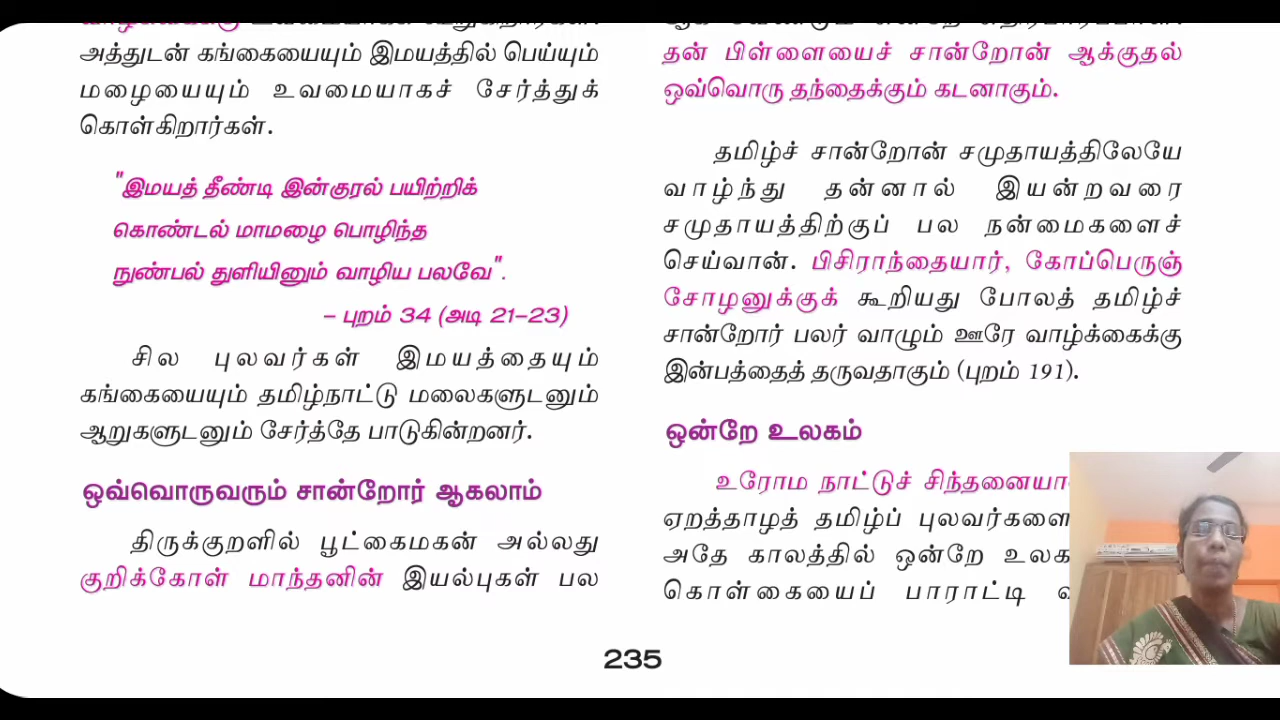 அத்துடன் கங்கையையும் இமயத்தில் பெய்யும்
மழையையும் உவமையாகச் சேர்த்துக்
கொள்கிறார்கள்.
"இமயத் தீண்டி இன்குரல் பயிற்றிக்
கொண்டல் மாமழை பொழிந்த
நுண்பல் துளியினும் வாழிய பலவே".
– புறம் 34 (அடி 21–23)
சில புலவர்கள் இமயத்தையும்
கங்கையையும் தமிழ்நாட்டு மலைகளுடனும்
ஆறுகளுடனும் சேர்த்தே பாடுகின்றனர்.
ஒவ்வொருவரும் சான்றோர் ஆகலாம்
திருக்குறளில் பூட்கைமகன் அல்லது
குறிக்கோள் மாந்தனின் இயல்புகள் பல
தன் பிள்ளையைச் சான்றோன் ஆக்குதல்
ஒவ்வொரு தந்தைக்கும் கடனாகும்.
தமிழ்ச் சான்றோன் சமுதாயத்திலேயே
வாழ்ந்து தன்னால் இயன்றவரை
சமுதாயத்திற்குப் பல நன்மைகளைச்
செய்வான். பிசிராந்தையார், கோப்பெருஞ்
சோழனுக்குக் கூறியது போலத் தமிழ்ச்
சான்றோர் பலர் வாழும் ஊரே வாழ்க்கைக்கு
இன்பத்தைத் தருவதாகும் (புறம் 191).
ஒன்றே உலகம்
உரோம நாட்டுச்
ஏறத்தாழத் தமிழ்ப்
அதே காலத்தில் ஒன்றே
கொள்கையைப் பாராட்டி
235